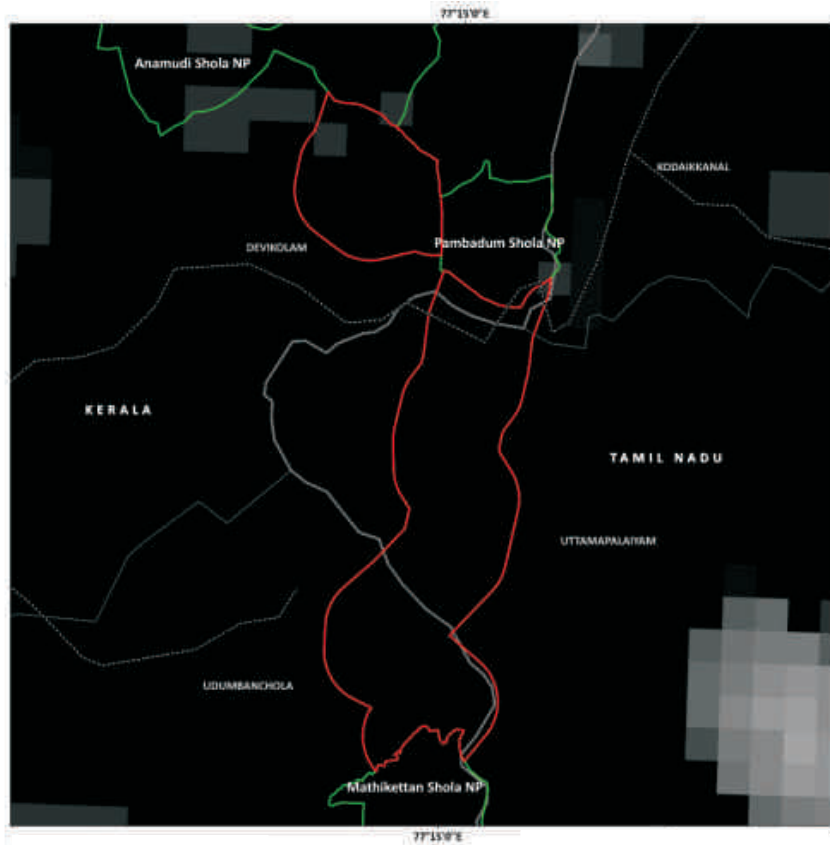 77°15'0"E
Anamudi Shola NP
KODAIKKANAL
DEVIKOLAM
Pambadum Shola NP
KERALA
TAMIL NADU
UTTAMAPALAIYAM
UDUMBANCHOLA
Mathikettan Shola NP
77°15'0"E